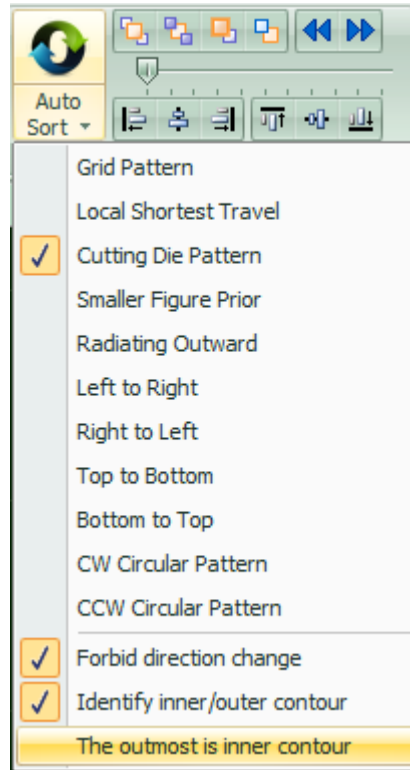 Auto
Sort
Grid Pattern
Local Shortest Travel
Cutting Die Pattern
Smaller Figure Prior
Radiating Outward
Left to Right
Right to Left
Top to Bottom
Bottom to Top
CW Circular Pattern
CCW Circular Pattern
Forbid direction change
Identify inner/outer contour
The outmost is inner contour